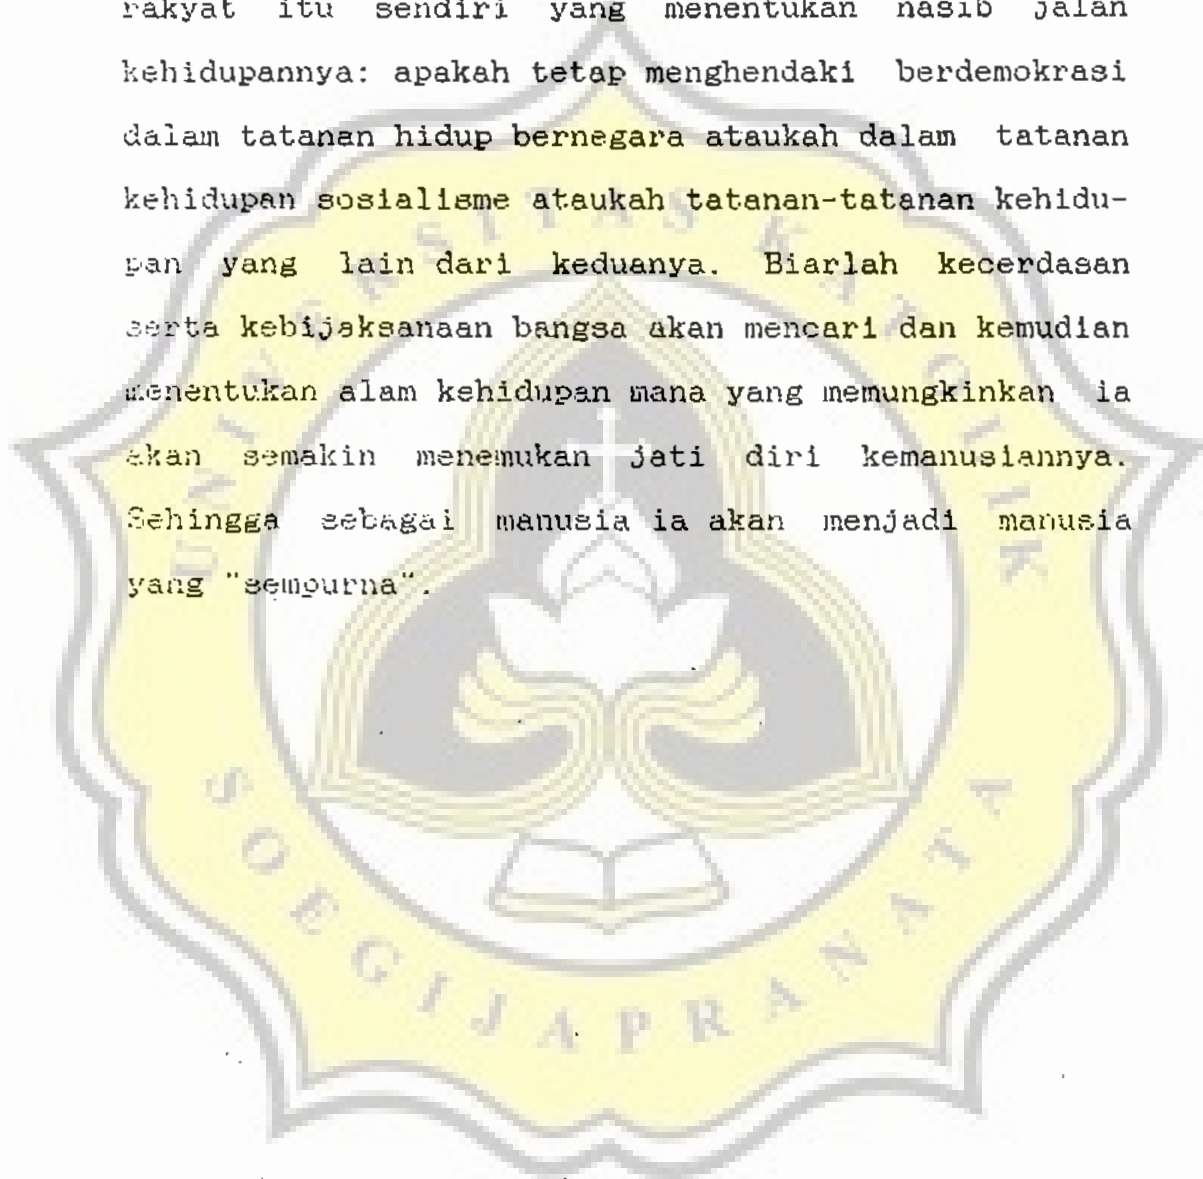 rakyat itu sendiri yang menentukan nasib jalan
kehidupannya: apakah tetap menghendaki berdemokrasi
dalam tatanan hidup bernegara ataukah dalam tatanan
kehidupan sosialisme ataukah tatanan-tatanan kehidu-
pan yang lain dari keduanya. Biarlah kecerdasan
serta kebijaksanaan bangsa akan mencari dan kemudian
menentukan alam kehidupan mana yang memungkinkan ia
akan semakin menemukan jati diri kemanusiannya.
Sehingga sebagai manusia ia akan menjadi manusia
yang "sempurna".
UNIVERSITAS KATOLIK
SOEGIJAPRANATA